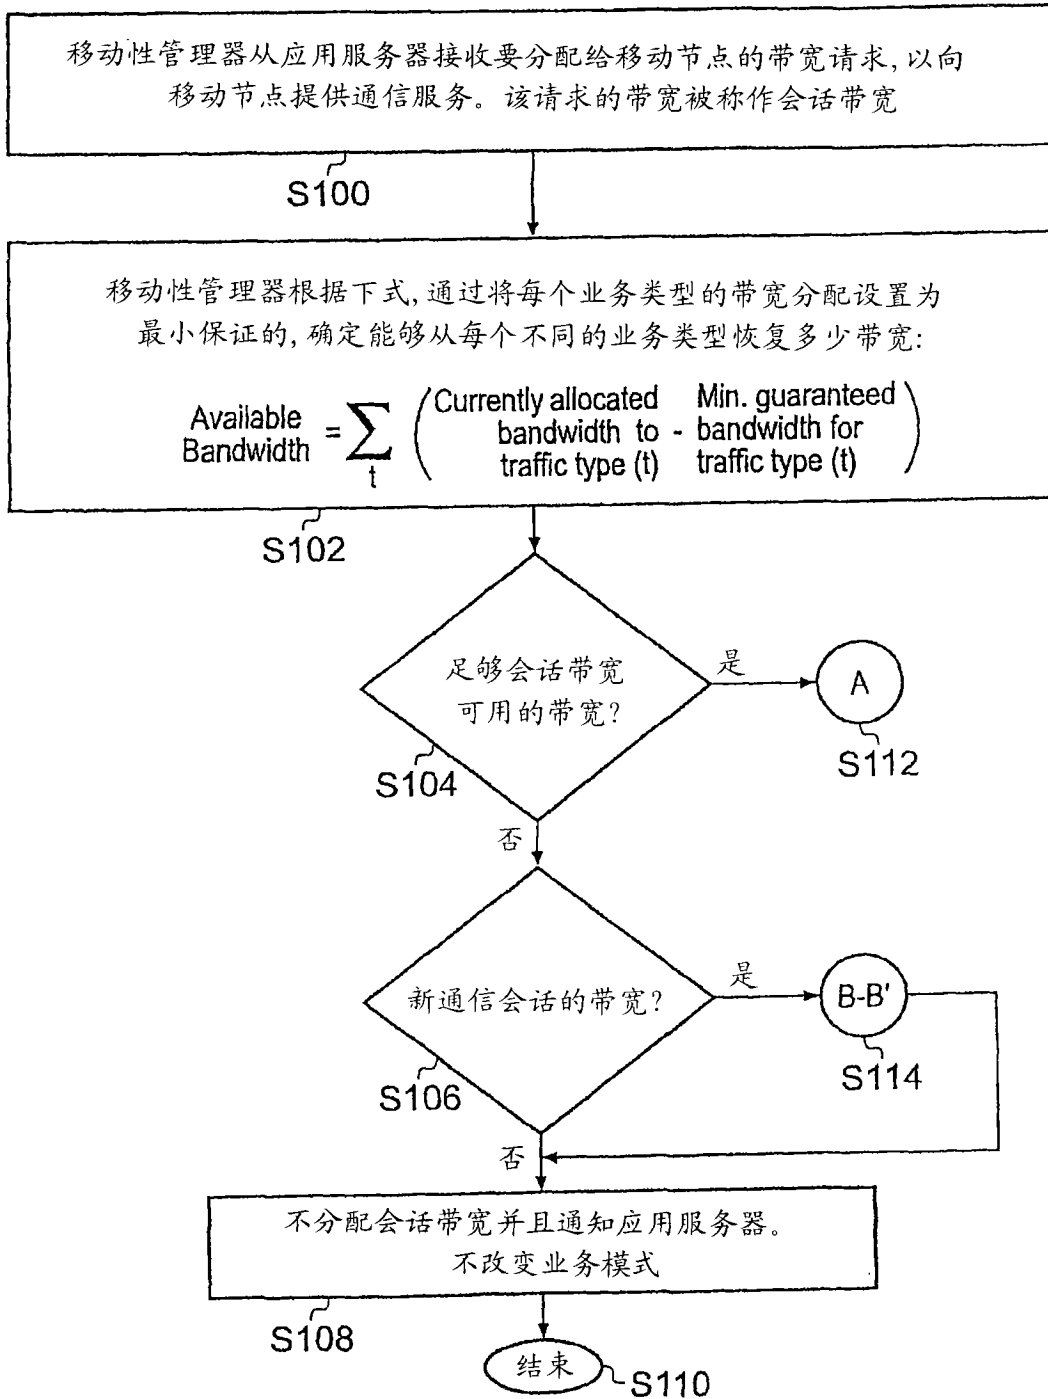 移动性管理器从应用服务器接收要分配给移动节点的带宽请求,以向
移动节点提供通信服务。该请求的带宽被称作会话带宽
S100
移动性管理器根据下式,通过将每个业务类型的带宽分配设置为
最小保证的,确定能够从每个不同的业务类型恢复多少带宽:
Available Bandwidth = ∑ t ( Currently allocated bandwidth to traffic type (t) - Min. guaranteed bandwidth for traffic type (t) )
S102
足够会话带宽
可用的带宽?
是
A
S112
S104
否
新通信会话的带宽?
是
B-B'
S114
S106
否
不分配会话带宽并且通知应用服务器。
不改变业务模式
S108
结束
S110